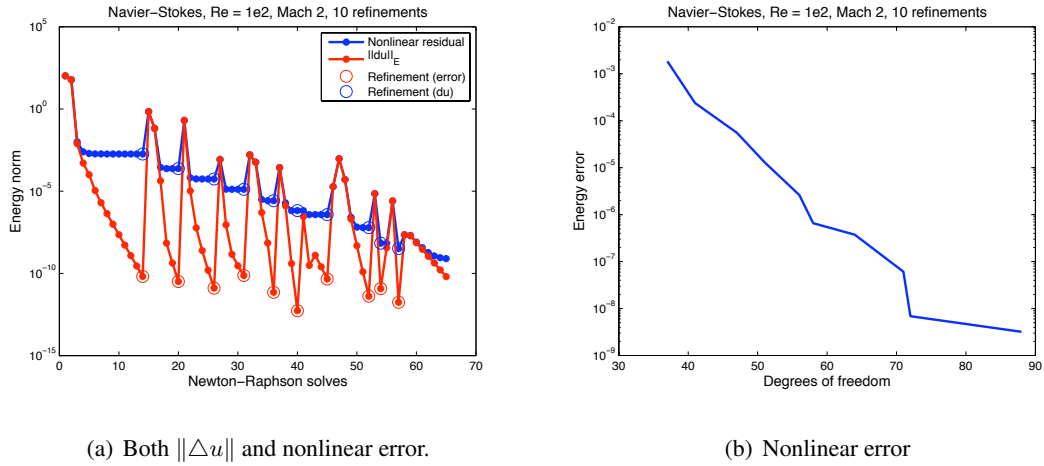 Navier−Stokes, Re = 1e2, Mach 2, 10 refinements
Energy norm
10^5
10^0
10^−5
10^−10
10^−15
0 10 20 30 40 50 60 70
Newton−Raphson solves
Nonlinear residual
||du||_E
Refinement (error)
Refinement (du)
(a) Both ‖△u‖ and nonlinear error.
Navier−Stokes, Re = 1e2, Mach 2, 10 refinements
Energy error
10^−2
10^−3
10^−4
10^−5
10^−6
10^−7
10^−8
10^−9
30 40 50 60 70 80 90
Degrees of freedom
(b) Nonlinear error